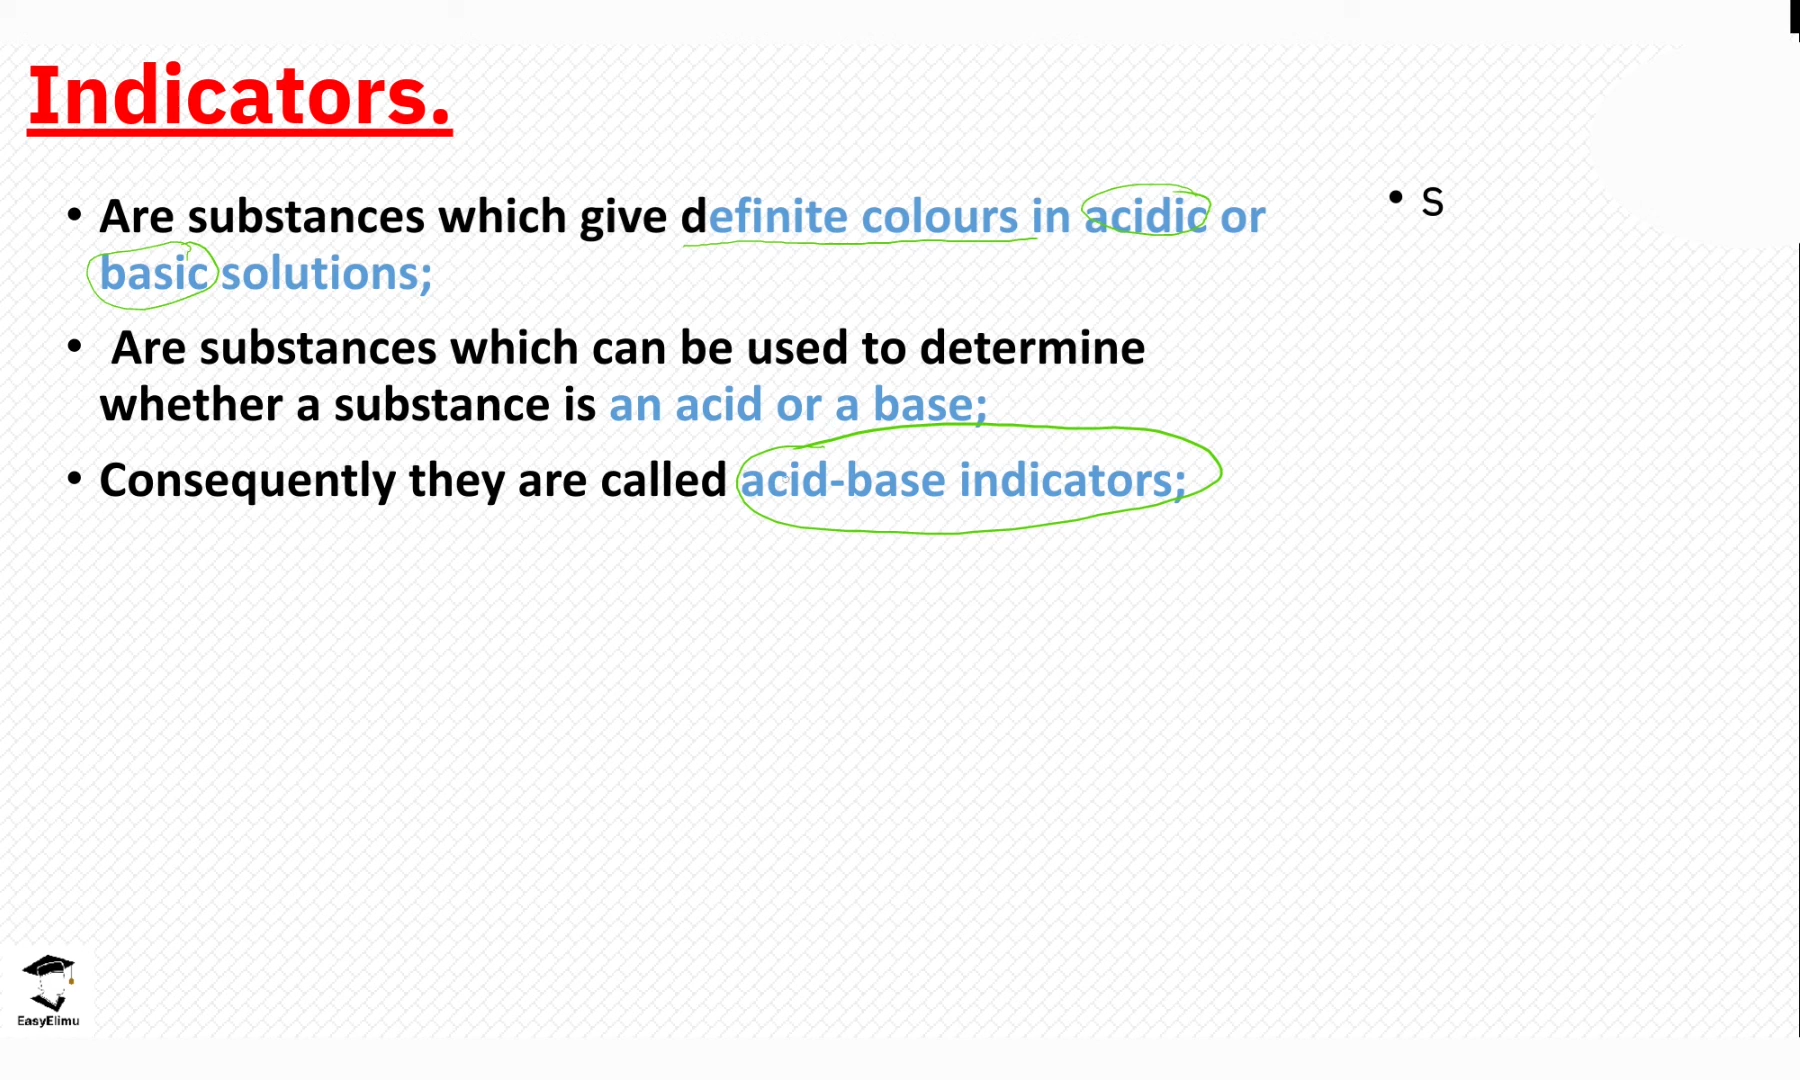 Indicators.
• Are substances which give definite colours in acidic or
basic solutions;
• Are substances which can be used to determine
whether a substance is an acid or a base;
• Consequently they are called acid-base indicators;
• S
EasyElimu